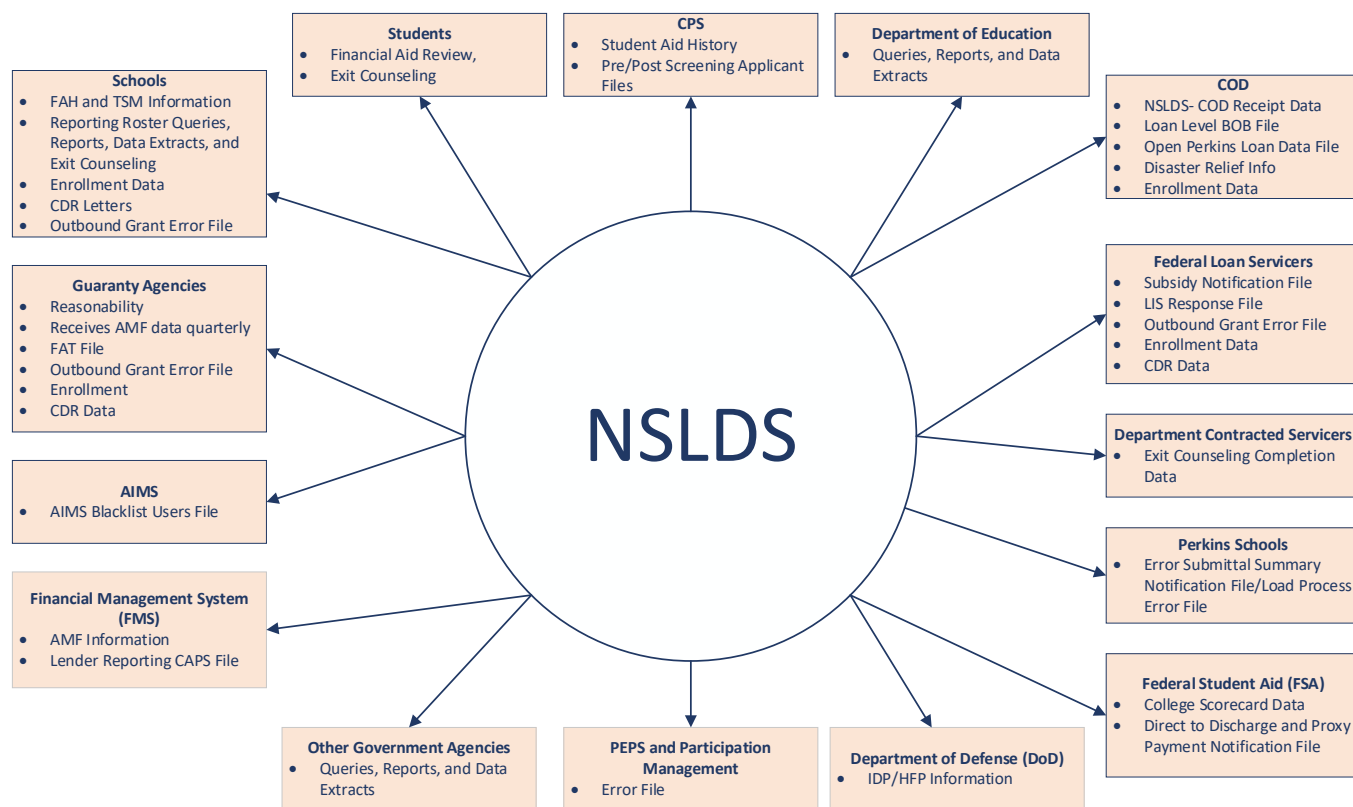 Students
• Financial Aid Review,
• Exit Counseling
CPS
• Student Aid History
• Pre/Post Screening Applicant
Files
Department of Education
• Queries, Reports, and Data
Extracts
Schools
• FAH and TSM Information
• Reporting Roster Queries,
Reports, Data Extracts, and
Exit Counseling
• Enrollment Data
• CDR Letters
• Outbound Grant Error File
COD
• NSLDS- COD Receipt Data
• Loan Level BOB File
• Open Perkins Loan Data File
• Disaster Relief Info
• Enrollment Data
Guaranty Agencies
• Reasonability
• Receives AMF data quarterly
• FAT File
• Outbound Grant Error File
• Enrollment
• CDR Data
Federal Loan Servicers
• Subsidy Notification File
• LIS Response File
• Outbound Grant Error File
• Enrollment Data
• CDR Data
NSLDS
Department Contracted Servicers
• Exit Counseling Completion
Data
AIMS
• AIMS Blacklist Users File
Perkins Schools
• Error Submittal Summary
Notification File/Load Process
Error File
Financial Management System
(FMS)
• AMF Information
• Lender Reporting CAPS File
Federal Student Aid (FSA)
• College Scorecard Data
• Direct to Discharge and Proxy
Payment Notification File
Other Government Agencies
• Queries, Reports, and Data
Extracts
PEPS and Participation
Management
• Error File
Department of Defense (DoD)
• IDP/HFP Information